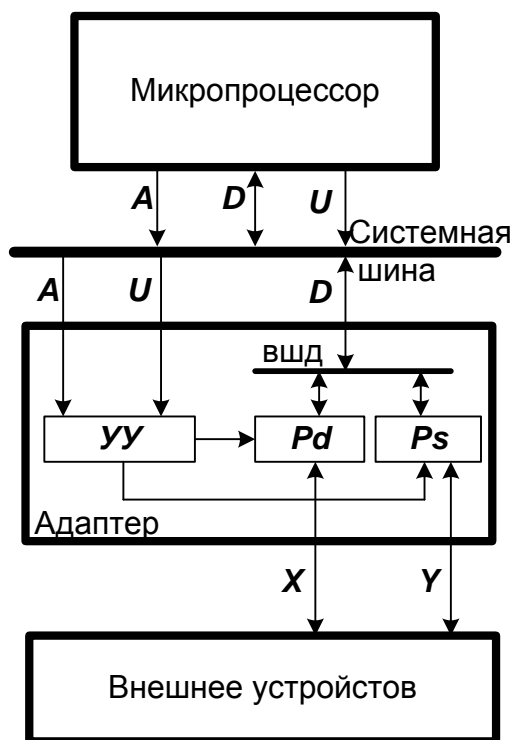 Микропроцессор
A D U
Системная
шина
A U D
вшд
УУ Pd Ps
Адаптер
X Y
Внешнее устройстов